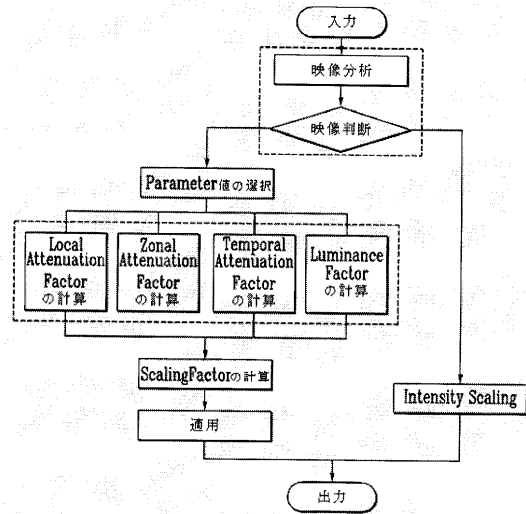 入力
映像分析
映像判断
Parameter値の選択
Local
Attenuation
Factor
の計算
Zonal
Attenuation
Factor
の計算
Temporal
Attenuation
Factor
の計算
Luminance
Factor
の計算
ScalingFactorの計算
Intensity Scaling
適用
出力